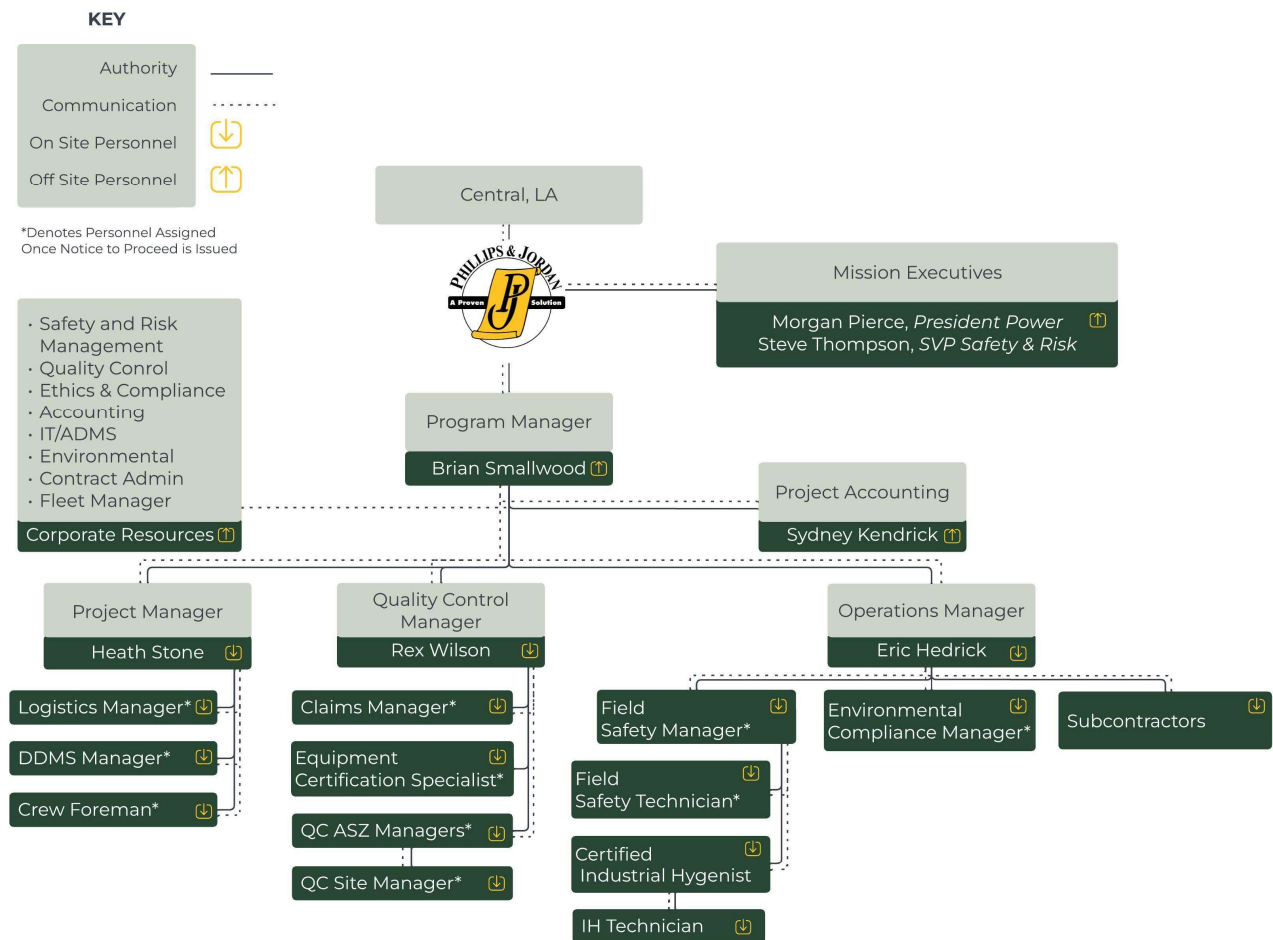 KEY
Authority
Communication
On Site Personnel
Off Site Personnel
*Denotes Personnel Assigned
Once Notice to Proceed is Issued
Central, LA
PHILLIPS & JORDAN
A Proven PJ Solution
Mission Executives
Morgan Pierce, President Power
Steve Thompson, SVP Safety & Risk
· Safety and Risk
Management
· Quality Conrol
· Ethics & Compliance
· Accounting
· IT/ADMS
· Environmental
· Contract Admin
· Fleet Manager
Corporate Resources
Program Manager
Brian Smallwood
Project Accounting
Sydney Kendrick
Project Manager
Heath Stone
Logistics Manager*
DDMS Manager*
Crew Foreman*
Quality Control
Manager
Rex Wilson
Claims Manager*
Equipment
Certification Specialist*
QC ASZ Managers*
QC Site Manager*
Operations Manager
Eric Hedrick
Field
Safety Manager*
Field
Safety Technician*
Certified
Industrial Hygenist
IH Technician
Environmental
Compliance Manager*
Subcontractors